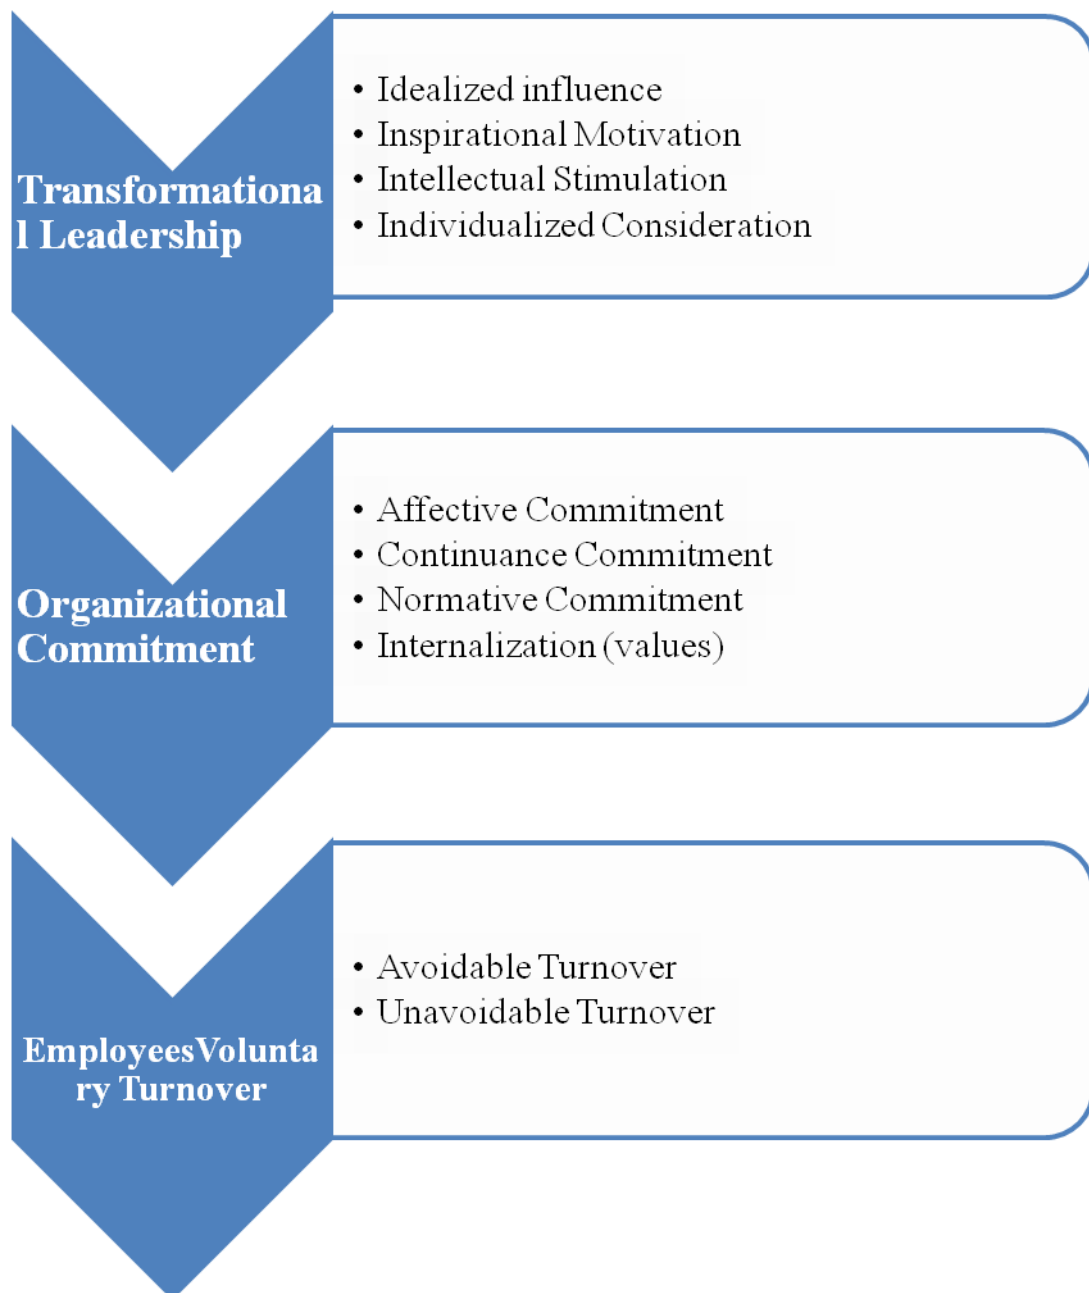 Transformationa
l Leadership
• Idealized influence
• Inspirational Motivation
• Intellectual Stimulation
• Individualized Consideration
Organizational
Commitment
• Affective Commitment
• Continuance Commitment
• Normative Commitment
• Internalization (values)
EmployeesVolunta
ry Turnover
• Avoidable Turnover
• Unavoidable Turnover